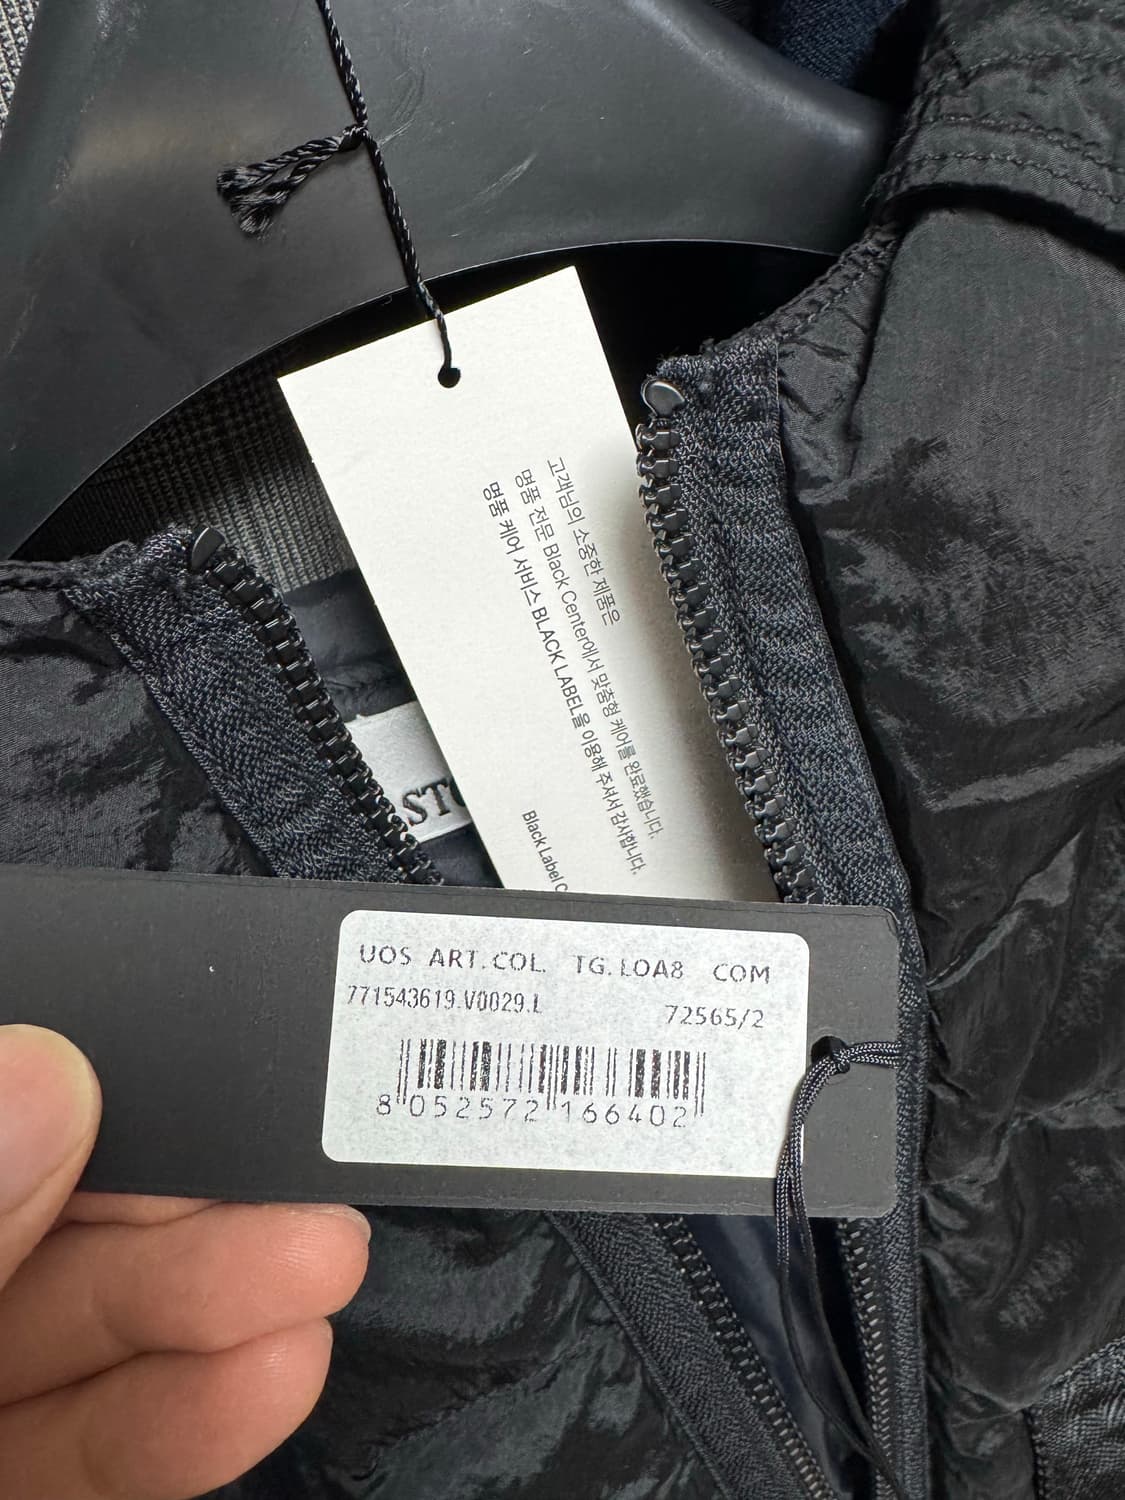 고객님의 소중한 제품은
명품 전문 Black Center에서 맞춤형 케어를 완료했습니다.
명품 케어 서비스 BLACK LABEL을 이용해 주셔서 감사합니다.
Black Label
STO
UOS ART.COL. TG.LOA8 COM
771543619.V0029.L 72565/2
8 052572 166402